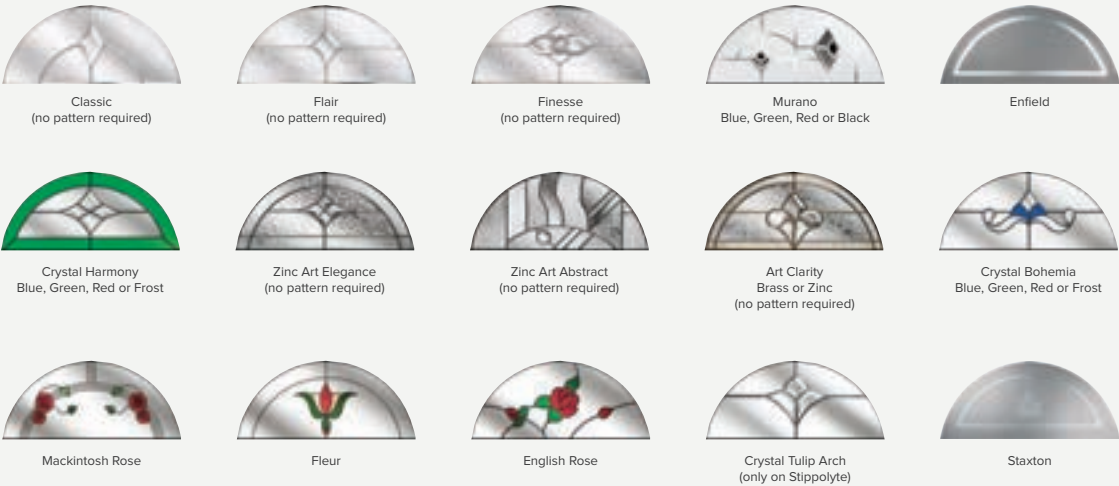 Classic
(no pattern required)
Flair
(no pattern required)
Finesse
(no pattern required)
Murano
Blue, Green, Red or Black
Enfield
Crystal Harmony
Blue, Green, Red or Frost
Zinc Art Elegance
(no pattern required)
Zinc Art Abstract
(no pattern required)
Art Clarity
Brass or Zinc
(no pattern required)
Crystal Bohemia
Blue, Green, Red or Frost
Mackintosh Rose
Fleur
English Rose
Crystal Tulip Arch
(only on Stippolyte)
Staxton